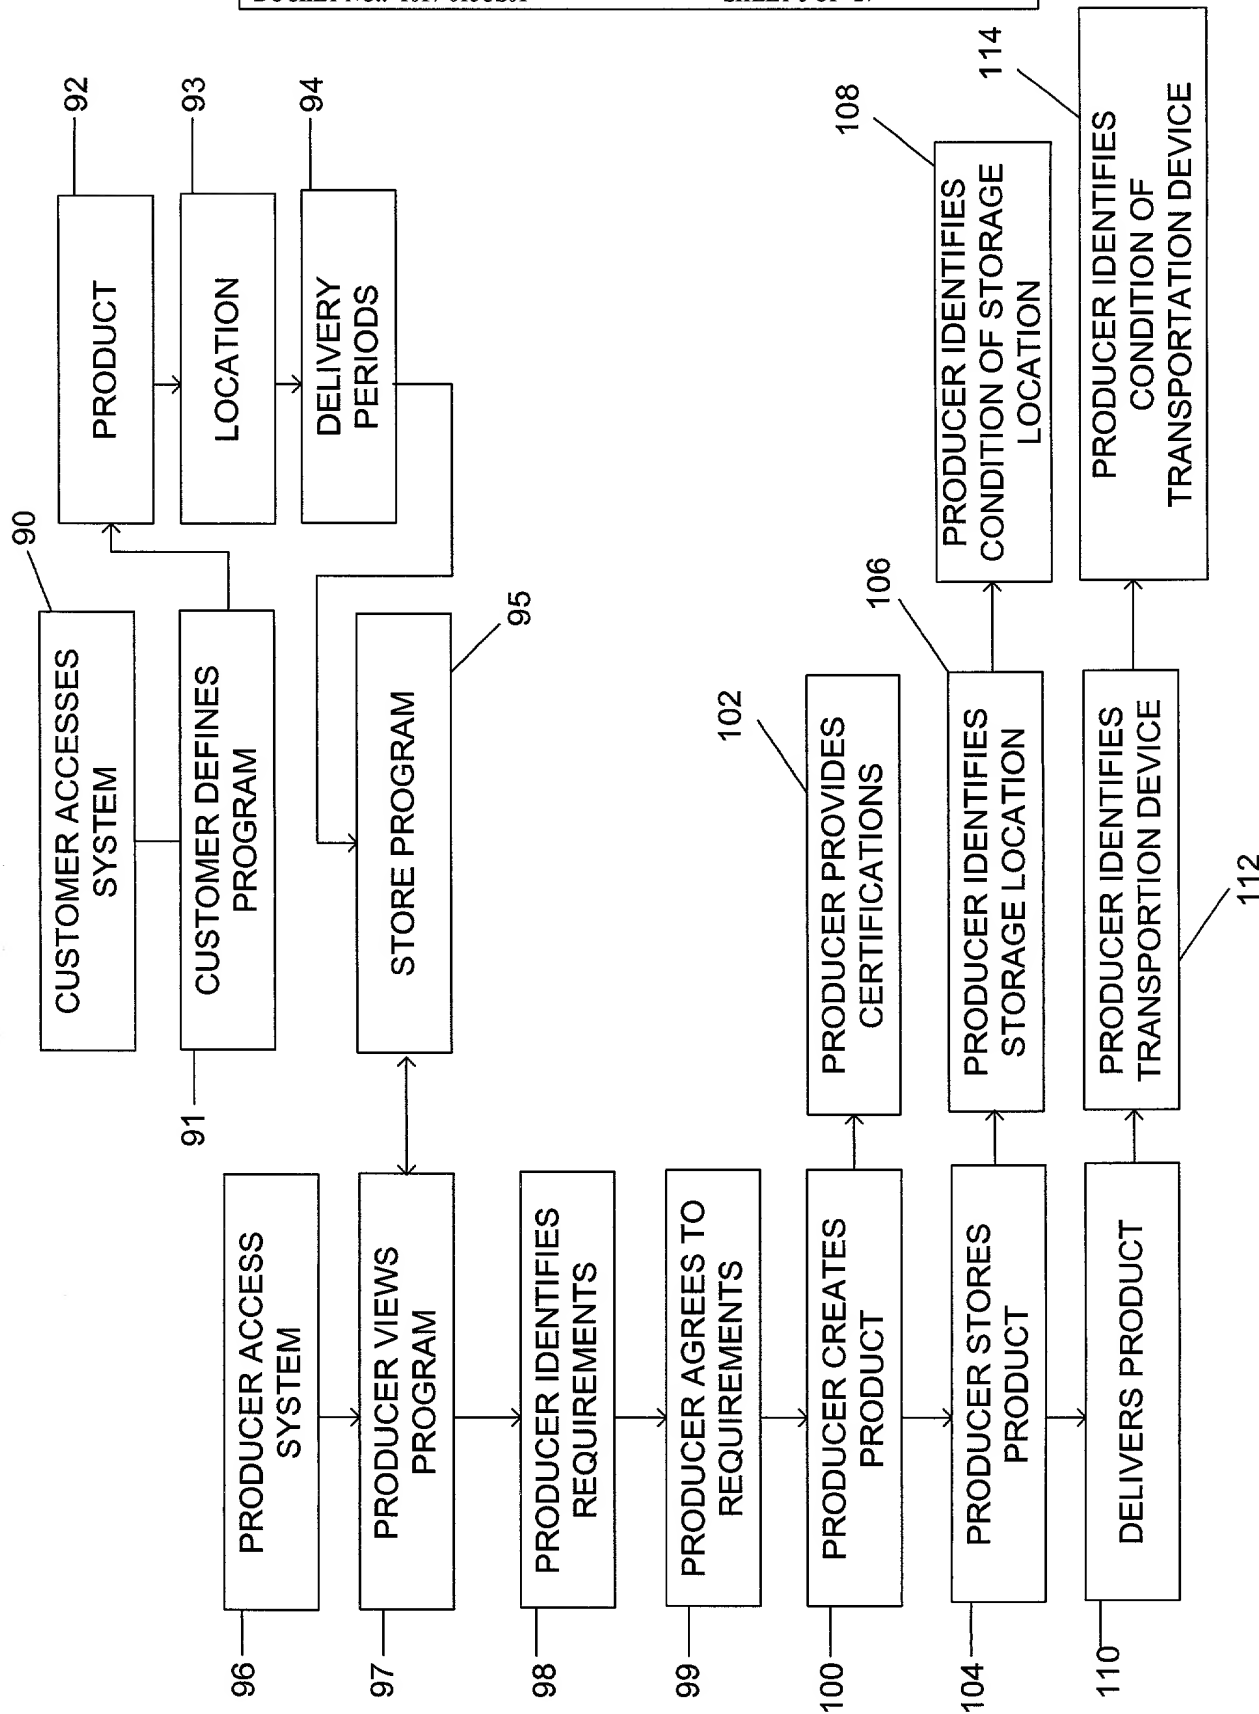 DOCKET NO.:
SHEET
90
CUSTOMER ACCESSES
SYSTEM
91
CUSTOMER DEFINES
PROGRAM
92
PRODUCT
93
LOCATION
94
DELIVERY
PERIODS
95
STORE PROGRAM
96
PRODUCER ACCESS
SYSTEM
97
PRODUCER VIEWS
PROGRAM
98
PRODUCER IDENTIFIES
REQUIREMENTS
99
PRODUCER AGREES TO
REQUIREMENTS
100
PRODUCER CREATES
PRODUCT
102
PRODUCER PROVIDES
CERTIFICATIONS
104
PRODUCER STORES
PRODUCT
106
PRODUCER IDENTIFIES
STORAGE LOCATION
108
PRODUCER IDENTIFIES
CONDITION OF STORAGE
LOCATION
110
DELIVERS PRODUCT
112
PRODUCER IDENTIFIES
TRANSPORTION DEVICE
114
PRODUCER IDENTIFIES
CONDITION OF
TRANSPORTATION DEVICE